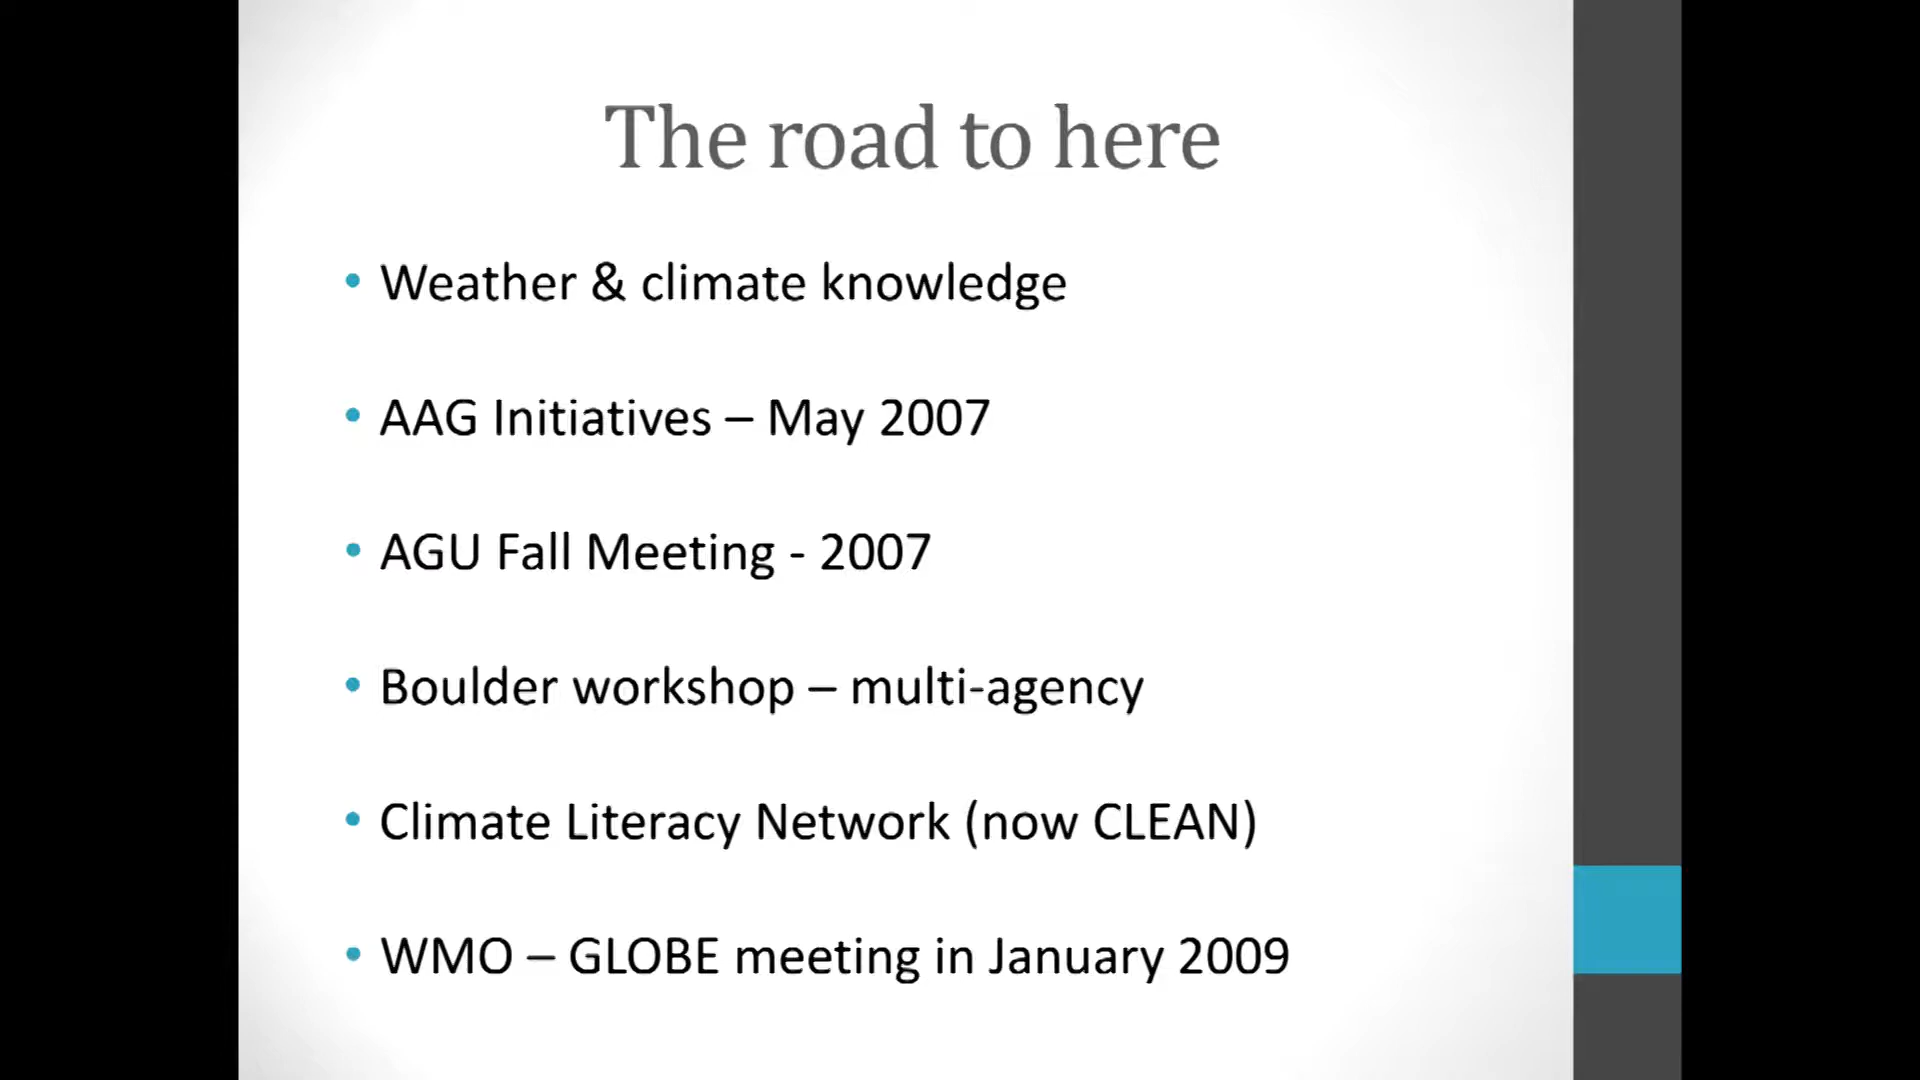 The road to here
• Weather & climate knowledge
• AAG Initiatives – May 2007
• AGU Fall Meeting - 2007
• Boulder workshop – multi-agency
• Climate Literacy Network (now CLEAN)
• WMO – GLOBE meeting in January 2009